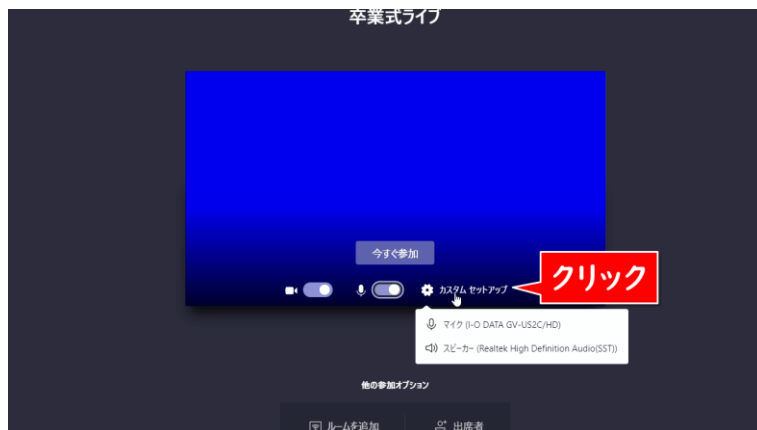 卒業式ライブ
今すぐ参加
カスタム セットアップ
クリック
マイク (I-O DATA GV-US2C/HD)
スピーカー (Realtek High Definition Audio(SST))
他の参加オプション
ルームを追加
出席者